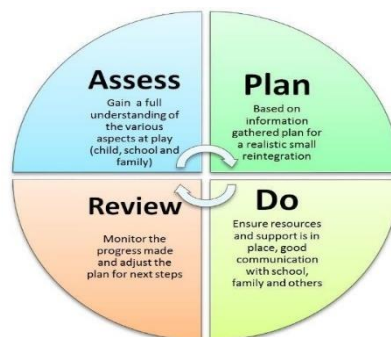 Assess
Gain a full
understanding of
the various
aspects at play
(child, school and
family)
Plan
Based on
information
gathered plan for
a realistic small
reintegration
Review
Monitor the
progress made
and adjust the
plan for next steps
Do
Ensure resources
and support is in
place, good
communication
with school,
family and others